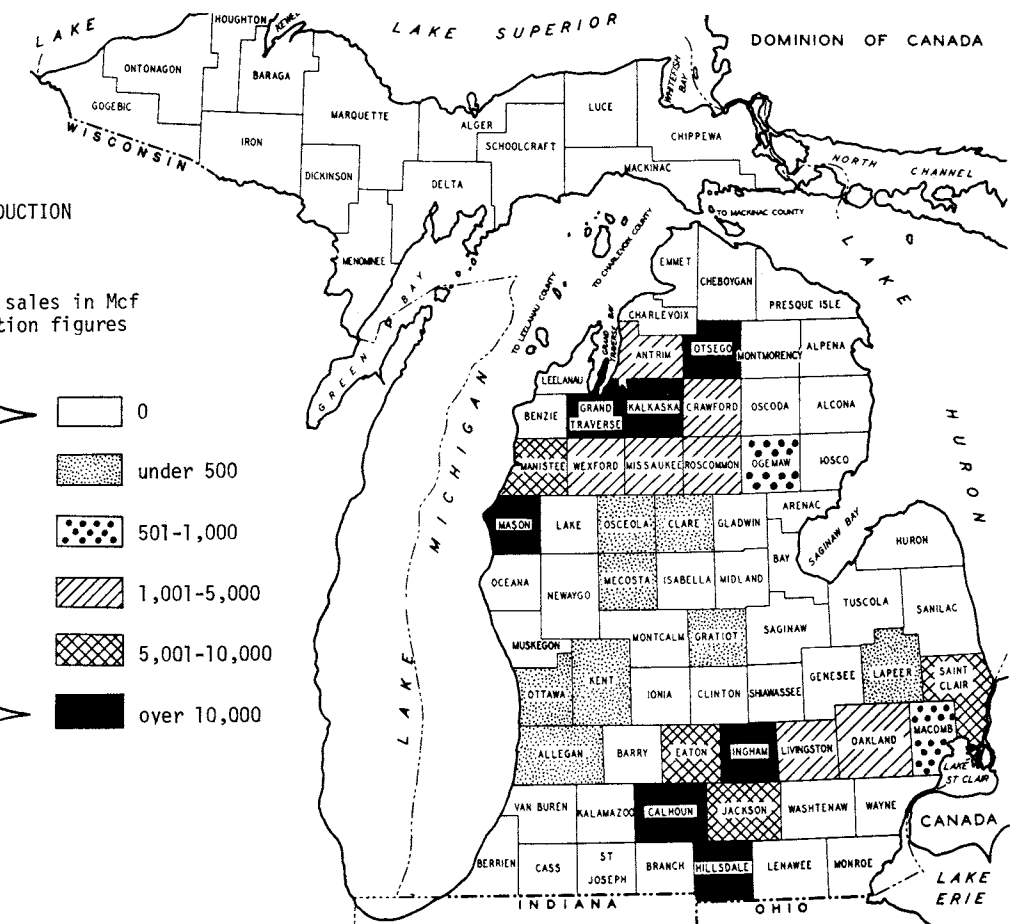 LAKE SUPERIOR
HOUGHTON
KEWEE
DOMINION OF CANADA
ONTONAGON
BARAGA
GOGEBIC
MARQUETTE
ALGER
LUCE
WHITEFISH BAY
CHIPPEWA
IRON
SCHOOLCRAFT
WISCONSIN
DICKINSON
DELTA
MACKINAC
NORTH CHANNEL
DUCTION
TO MACKINAC COUNTY
MENOMINEE
TO CHARLEVOIX COUNTY
EMMET
CHEBOYGAN
LAKE HURON
sales in Mcf
tion figures
GREEN BAY
TO LEELANAU COUNTY
GRAND TRAVERSE BAY
CHARLEVOIX
PRESQUE ISLE
ANTRIM
OTSEGO
MONTMORENCY
ALPENA
LEELANAU
0
BENZIE
GRAND TRAVERSE
KALKASKA
CRAWFORD
OSCODA
ALCONA
under 500
MANISTEE
WEXFORD
MISSAUKEE
ROSCOMMON
OGEMAW
IOSCO
501-1,000
LAKE MICHIGAN
MASON
LAKE
OSCEOLA
CLARE
GLADWIN
ARENAC
SAGINAW BAY
HURON
1,001-5,000
OCEANA
NEWAYGO
MECOSTA
ISABELLA
MIDLAND
BAY
TUSCOLA
SANILAC
5,001-10,000
MUSKEGON
MONTCALM
GRATIOT
SAGINAW
OTTAWA
KENT
IONIA
CLINTON
SHIAWASSEE
GENESEE
LAPEER
SAINT CLAIR
over 10,000
ALLEGAN
BARRY
EATON
INGHAM
LIVINGSTON
OAKLAND
MACOMB
LAKE ST CLAIR
VAN BUREN
KALAMAZOO
CALHOUN
JACKSON
WASHTENAW
WAYNE
CANADA
BERRIEN
CASS
ST JOSEPH
BRANCH
HILLSDALE
LENAWEE
MONROE
LAKE ERIE
INDIANA
OHIO